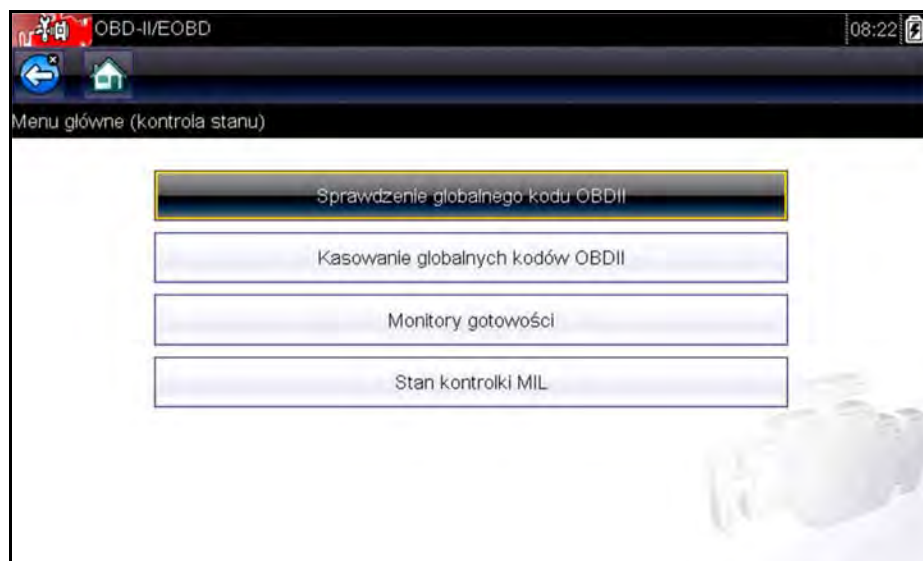 OBD-II/EOBD 08:22
Menu główne (kontrola stanu)
Sprawdzenie globalnego kodu OBDII
Kasowanie globalnych kodów OBDII
Monitory gotowości
Stan kontrolki MIL